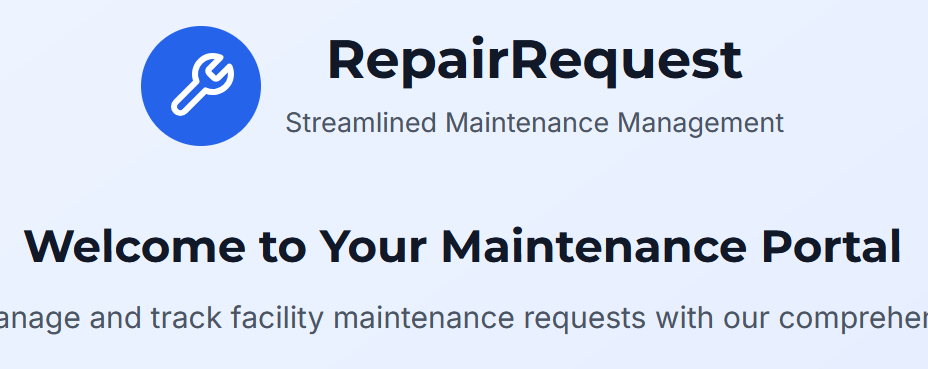 RepairRequest
Streamlined Maintenance Management
Welcome to Your Maintenance Portal
and track facility maintenance requests with our